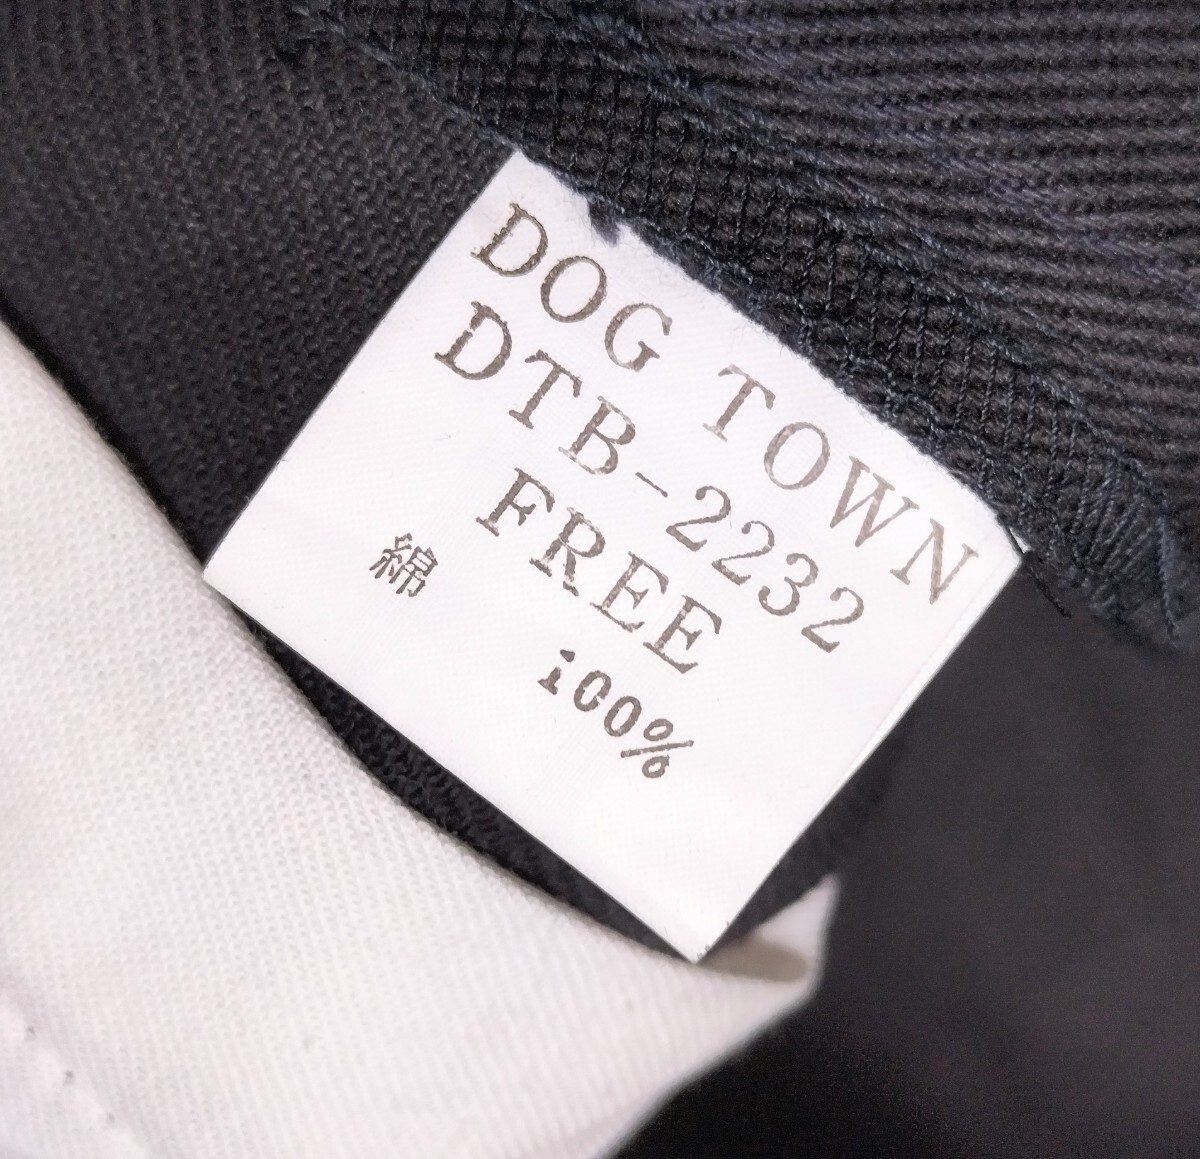 DOG TOWN
DTB-2232
FREE
綿 100%